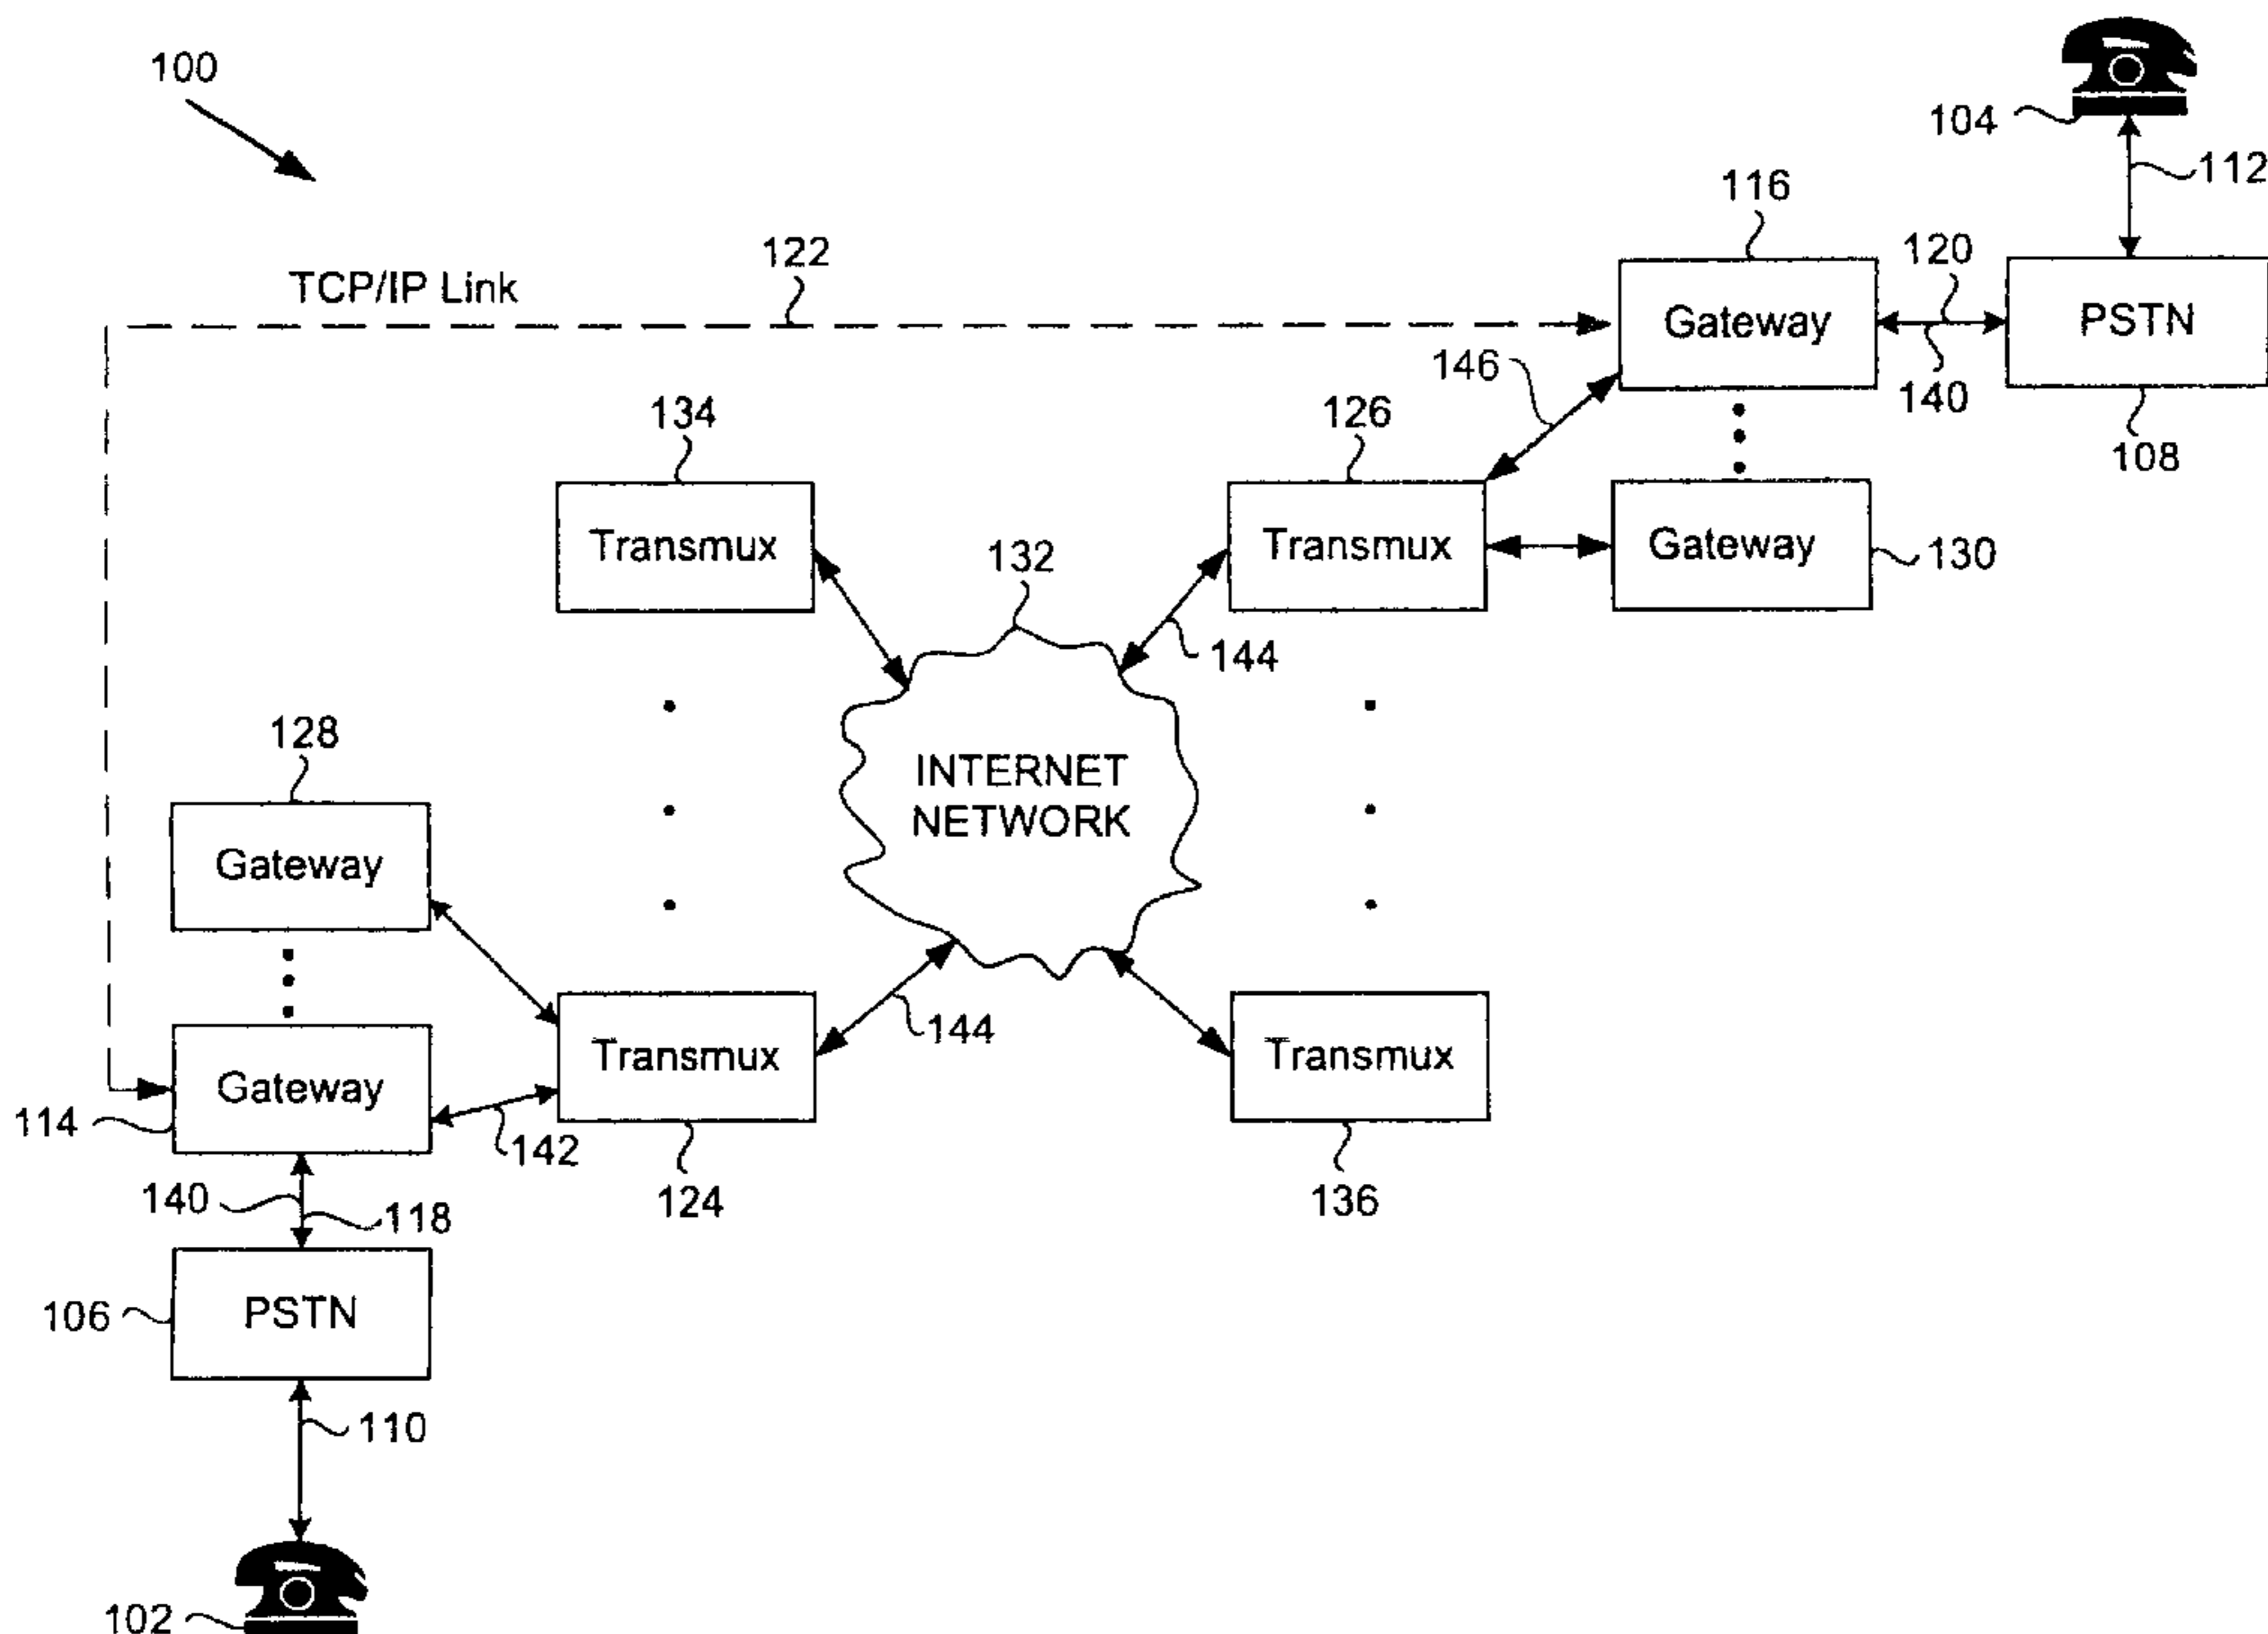 100
104
112
116
122
120
TCP/IP Link
Gateway
PSTN
146
140
134
126
108
Transmux
132
Transmux
Gateway
130
144
128
INTERNET
NETWORK
Gateway
144
Transmux
Transmux
Gateway
114
142
140
118
124
136
106
PSTN
110
102